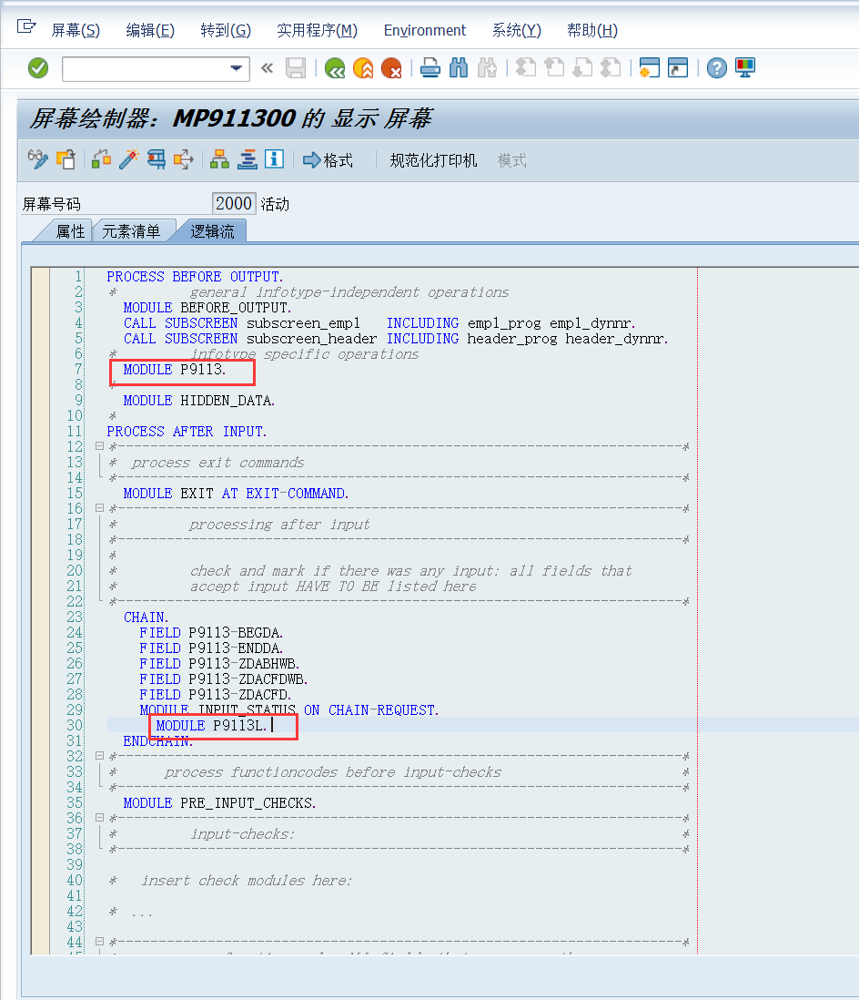 屏幕(S) 编辑(E) 转到(G) 实用程序(M) Environment 系统(Y) 帮助(H)
屏幕绘制器: MP911300 的 显示 屏幕
格式 规范化打印机 模式
屏幕号码 2000 活动
属性 元素清单 逻辑流
1 PROCESS BEFORE OUTPUT.
2 * general infotype-independent operations
3 MODULE BEFORE_OUTPUT.
4 CALL SUBSCREEN subscreen_empl INCLUDING empl_prog empl_dynnr.
5 CALL SUBSCREEN subscreen_header INCLUDING header_prog header_dynnr.
6 * infotype specific operations
7 MODULE P9113.
8 *
9 MODULE HIDDEN_DATA.
10 *
11 PROCESS AFTER INPUT.
12 *---------------------------------------------------------------------*
13 * process exit commands
14 *---------------------------------------------------------------------*
15 MODULE EXIT AT EXIT-COMMAND.
16 *---------------------------------------------------------------------*
17 * processing after input
18 *---------------------------------------------------------------------*
19 *
20 * check and mark if there was any input: all fields that
21 * accept input HAVE TO BE listed here
22 *---------------------------------------------------------------------*
23 CHAIN.
24 FIELD P9113-BEGDA.
25 FIELD P9113-ENDDA.
26 FIELD P9113-ZDABHWB.
27 FIELD P9113-ZDACFDWB.
28 FIELD P9113-ZDACFD.
29 MODULE INPUT_STATUS ON CHAIN-REQUEST.
30 MODULE P9113L.
31 ENDCHAIN.
32 *---------------------------------------------------------------------*
33 * process functioncodes before input-checks *
34 *---------------------------------------------------------------------*
35 MODULE PRE_INPUT_CHECKS.
36 *---------------------------------------------------------------------*
37 * input-checks: *
38 *---------------------------------------------------------------------*
39
40 * insert check modules here:
41
42 * ...
43
44 *---------------------------------------------------------------------*